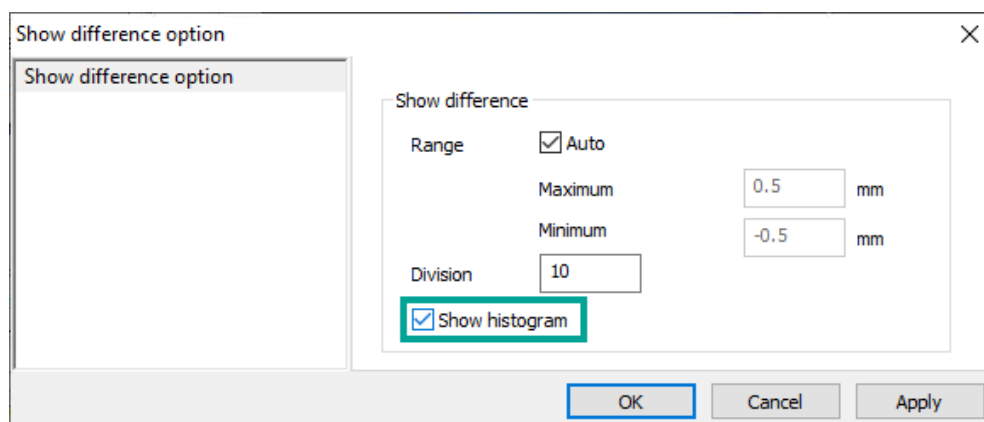 Show difference option
Show difference option
Show difference
Range Auto
Maximum 0.5 mm
Minimum -0.5 mm
Division 10
Show histogram
OK Cancel Apply